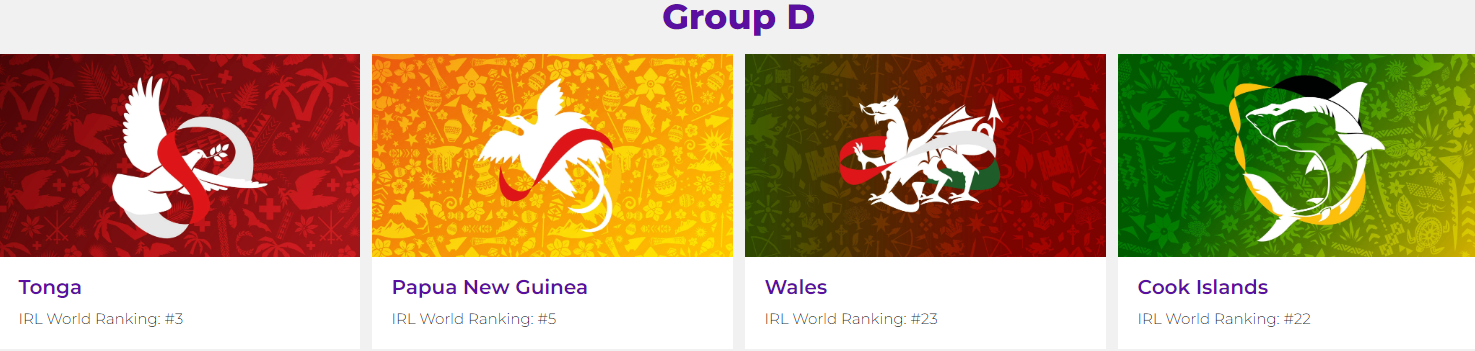 Group D
Tonga
IRL World Ranking: #3
Papua New Guinea
IRL World Ranking: #5
Wales
IRL World Ranking: #23
Cook Islands
IRL World Ranking: #22